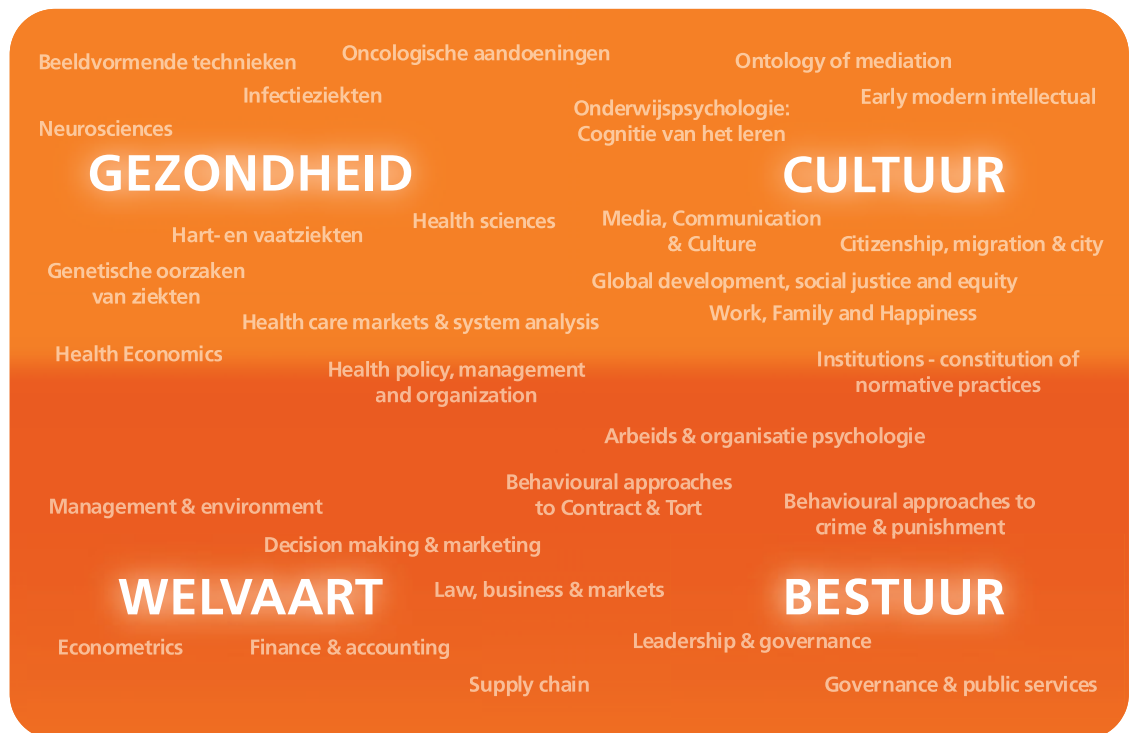 Beeldvormende technieken
Oncologische aandoeningen
Infectieziekten
Neurosciences
GEZONDHEID
Hart- en vaatziekten
Health sciences
Genetische oorzaken
van ziekten
Health care markets & system analysis
Health Economics
Health policy, management
and organization
Ontology of mediation
Early modern intellectual
Onderwijspsychologie:
Cognitie van het leren
CULTUUR
Media, Communication
& Culture
Citizenship, migration & city
Global development, social justice and equity
Work, Family and Happiness
Institutions - constitution of
normative practices
Arbeids & organisatie psychologie
Management & environment
Decision making & marketing
WELVAART
Econometrics
Finance & accounting
Supply chain
Behavioural approaches
to Contract & Tort
Law, business & markets
Behavioural approaches to
crime & punishment
BESTUUR
Leadership & governance
Governance & public services